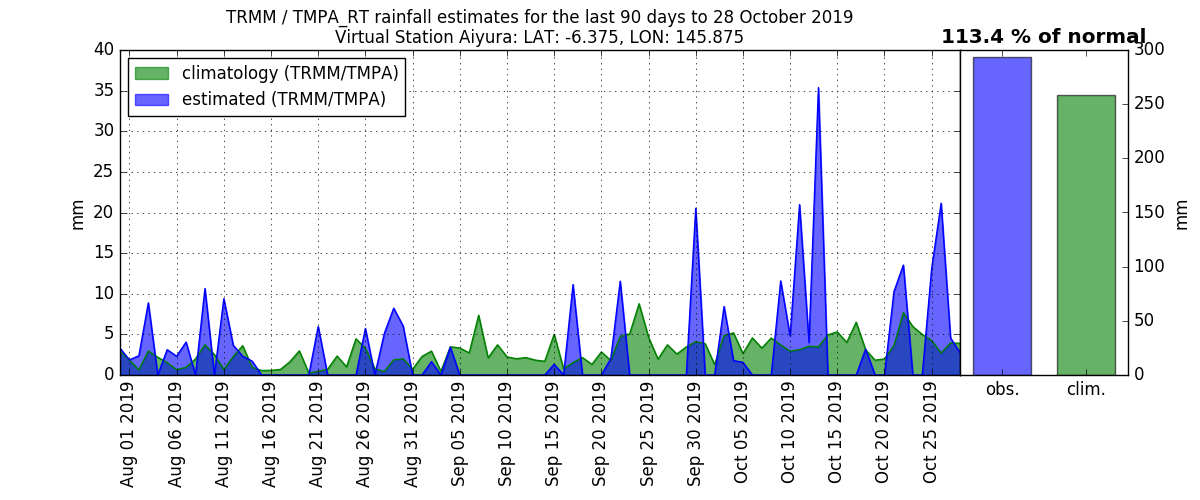 TRMM / TMPA_RT rainfall estimates for the last 90 days to 28 October 2019
Virtual Station Aiyura: LAT: -6.375, LON: 145.875
113.4 % of normal
climatology (TRMM/TMPA)
estimated (TRMM/TMPA)
mm
40
35
30
25
20
15
10
5
0
Aug 01 2019
Aug 06 2019
Aug 11 2019
Aug 16 2019
Aug 21 2019
Aug 26 2019
Aug 31 2019
Sep 05 2019
Sep 10 2019
Sep 15 2019
Sep 20 2019
Sep 25 2019
Sep 30 2019
Oct 05 2019
Oct 10 2019
Oct 15 2019
Oct 20 2019
Oct 25 2019
obs.
clim.
300
250
200
150
100
50
0
mm